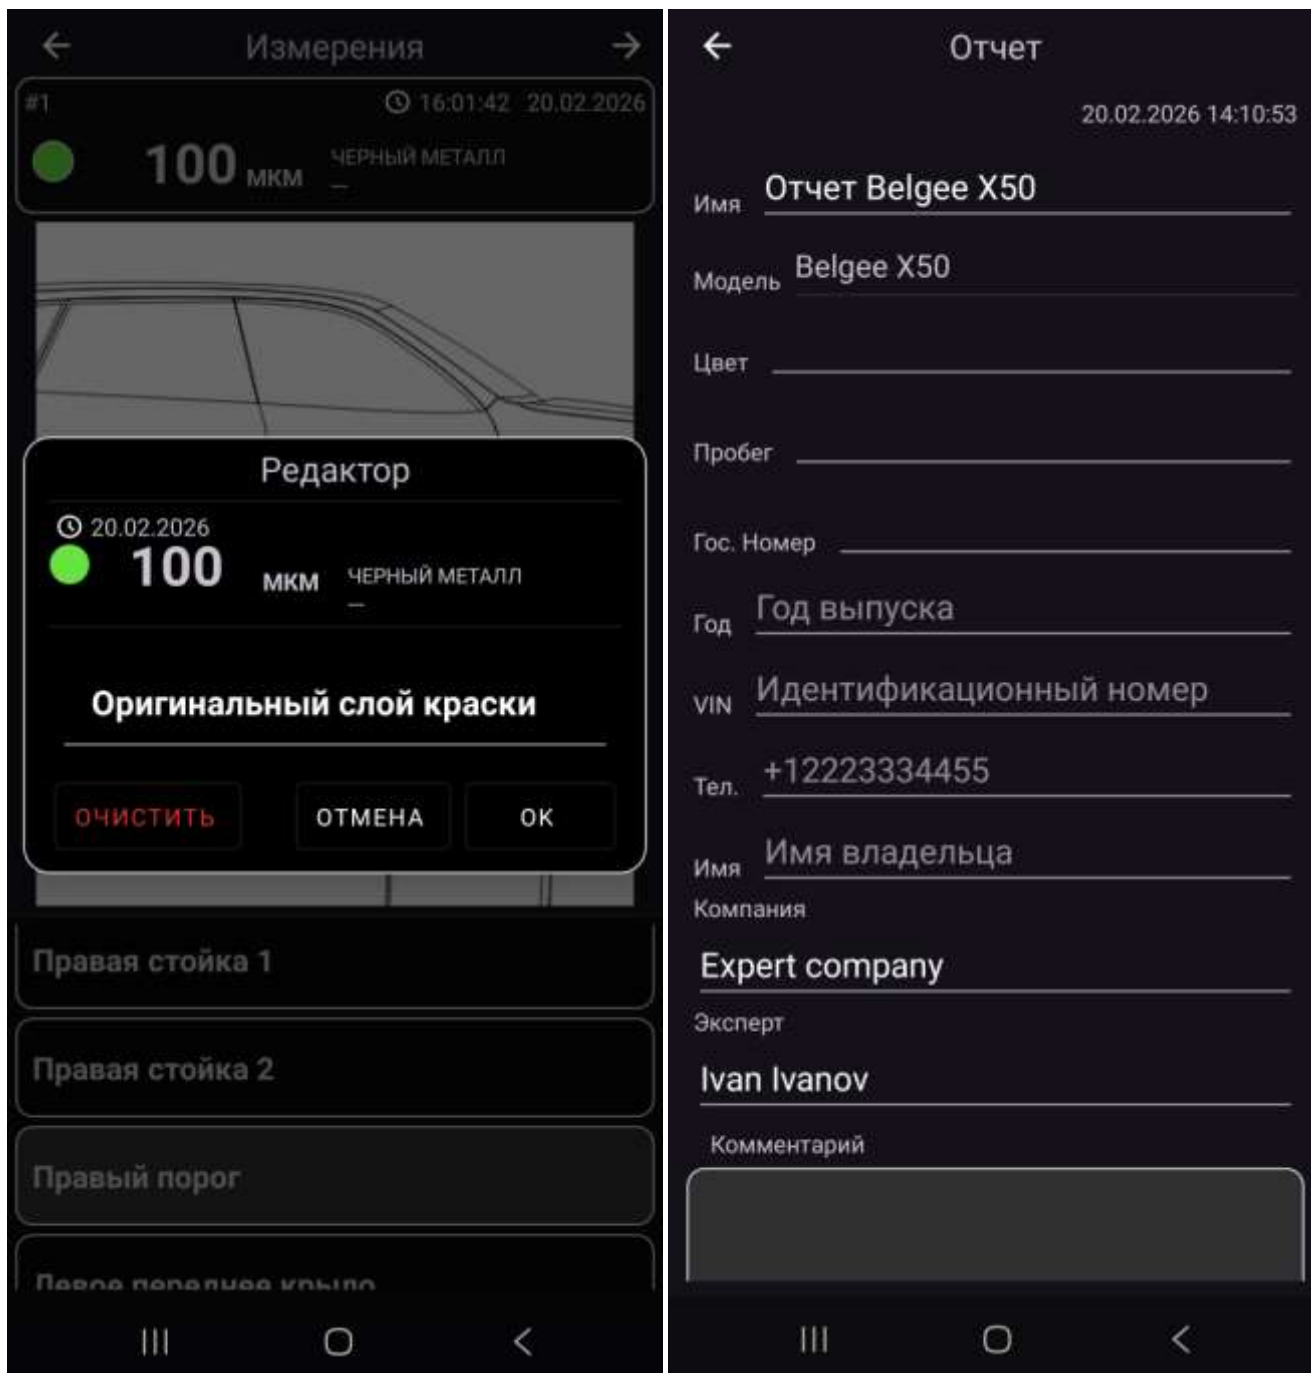 Измерения
#1 16:01:42 20.02.2026
100 мкм ЧЕРНЫЙ МЕТАЛЛ
—
Редактор
20.02.2026
100 мкм ЧЕРНЫЙ МЕТАЛЛ
—
Оригинальный слой краски
ОЧИСТИТЬ ОТМЕНА OK
Правая стойка 1
Правая стойка 2
Правый порог
Левое переднее крыло
Отчет
20.02.2026 14:10:53
Имя Отчет Belgee X50
Модель Belgee X50
Цвет
Пробег
Гос. Номер
Год Год выпуска
VIN Идентификационный номер
Тел. +12223334455
Имя Имя владельца
Компания
Expert company
Эксперт
Ivan Ivanov
Комментарий